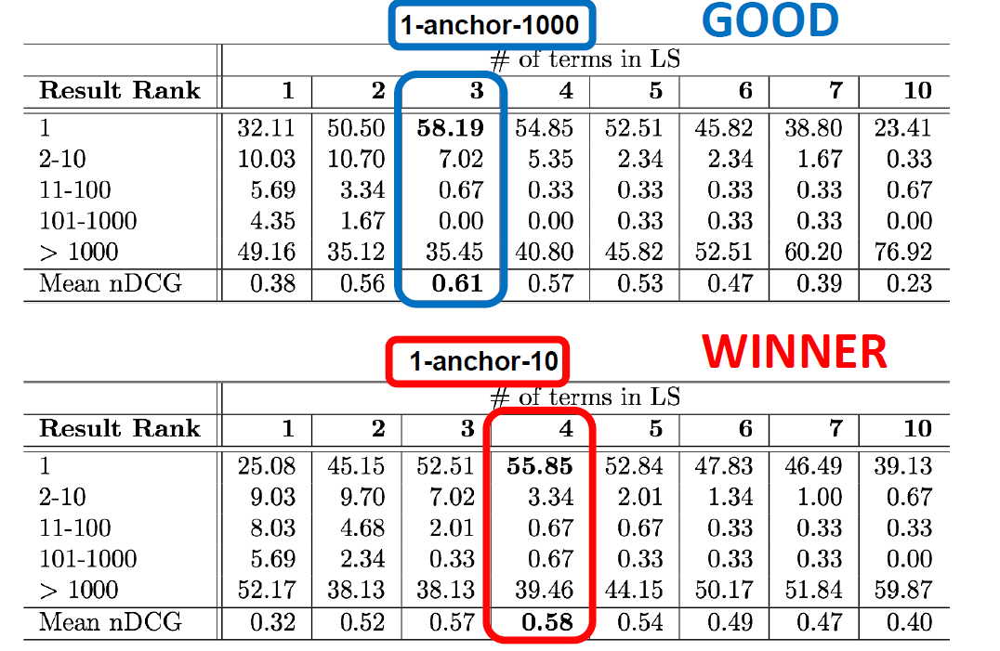 1-anchor-1000 GOOD
# of terms in LS
Result Rank 1 2 3 4 5 6 7 10
1 32.11 50.50 58.19 54.85 52.51 45.82 38.80 23.41
2-10 10.03 10.70 7.02 5.35 2.34 2.34 1.67 0.33
11-100 5.69 3.34 0.67 0.33 0.33 0.33 0.33 0.67
101-1000 4.35 1.67 0.00 0.00 0.33 0.33 0.33 0.00
> 1000 49.16 35.12 35.45 40.80 45.82 52.51 60.20 76.92
Mean nDCG 0.38 0.56 0.61 0.57 0.53 0.47 0.39 0.23
1-anchor-10 WINNER
# of terms in LS
Result Rank 1 2 3 4 5 6 7 10
1 25.08 45.15 52.51 55.85 52.84 47.83 46.49 39.13
2-10 9.03 9.70 7.02 3.34 2.01 1.34 1.00 0.67
11-100 8.03 4.68 2.01 0.67 0.67 0.33 0.33 0.33
101-1000 5.69 2.34 0.33 0.67 0.33 0.33 0.33 0.00
> 1000 52.17 38.13 38.13 39.46 44.15 50.17 51.84 59.87
Mean nDCG 0.32 0.52 0.57 0.58 0.54 0.49 0.47 0.40